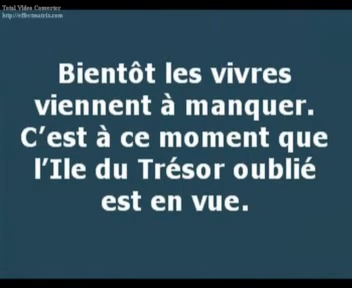 Total Video Converter
http://effectmatrix.com
Bientôt les vivres
viennent à manquer.
C'est à ce moment que
l'Ile du Trésor oublié
est en vue.